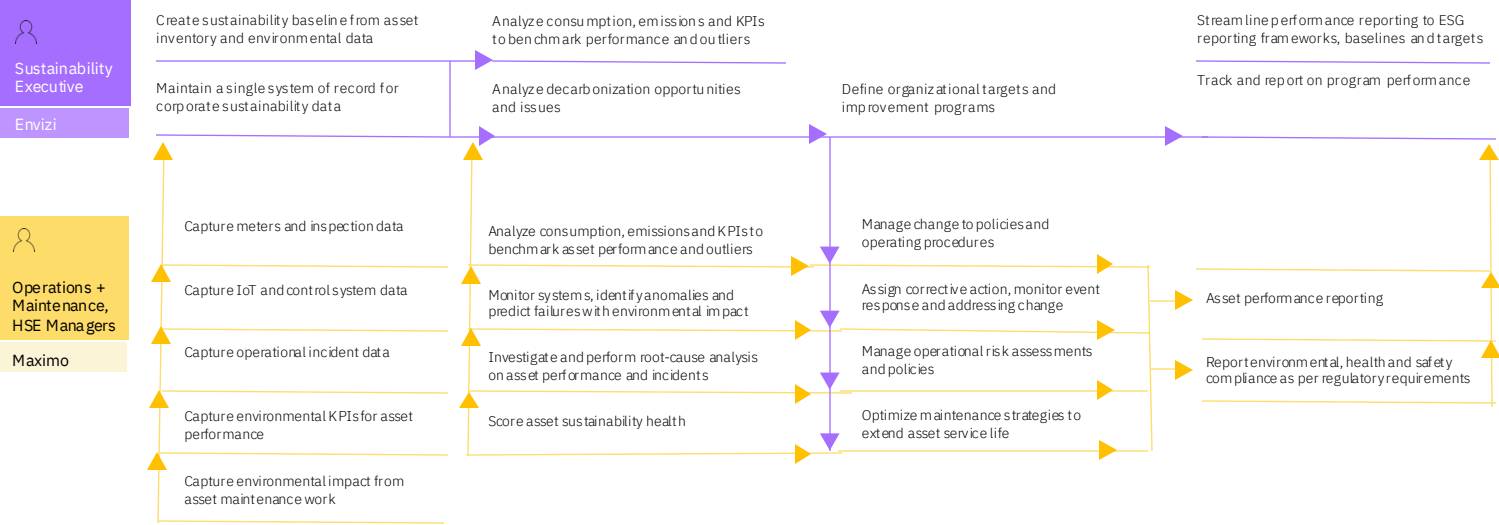 Sustainability
Executive
Envizi
Create sustainability baseline from asset
inventory and environmental data
Maintain a single system of record for
corporate sustainability data
Analyze consumption, emissions and KPIs
to benchmark performance and outliers
Analyze decarbonization opportunities
and issues
Define organizational targets and
improvement programs
Streamline performance reporting to ESG
reporting frameworks, baselines and targets
Track and report on program performance
Operations +
Maintenance,
HSE Managers
Maximo
Capture meters and inspection data
Capture IoT and control system data
Capture operational incident data
Capture environmental KPIs for asset
performance
Capture environmental impact from
asset maintenance work
Analyze consumption, emissions and KPIs to
benchmark asset performance and outliers
Monitor systems, identify anomalies and
predict failures with environmental impact
Investigate and perform root-cause analysis
on asset performance and incidents
Score asset sustainability health
Manage change to policies and
operating procedures
Assign corrective action, monitor event
response and addressing change
Manage operational risk assessments
and policies
Optimize maintenance strategies to
extend asset service life
Asset performance reporting
Report environmental, health and safety
compliance as per regulatory requirements